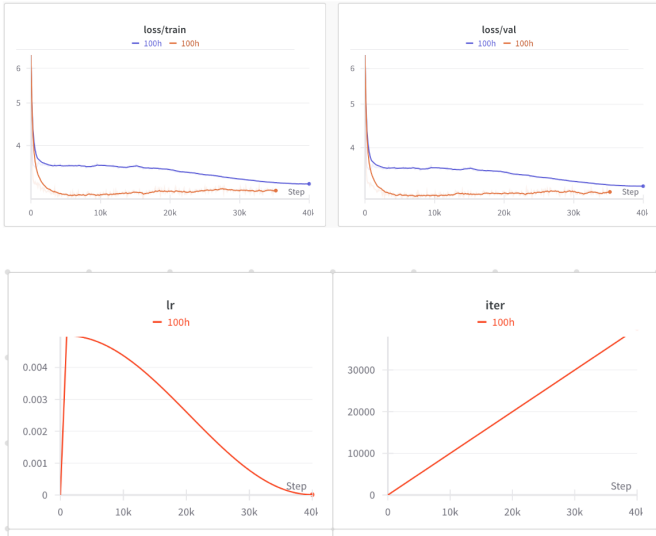 loss/train
100h 100h
6
5
4
Step
0 10k 20k 30k 40k
loss/val
100h 100h
6
5
4
Step
0 10k 20k 30k 40k
lr
100h
0.004
0.003
0.002
0.001
0
Step
0 10k 20k 30k 40k
iter
100h
30000
20000
10000
0
Step
0 10k 20k 30k 40k